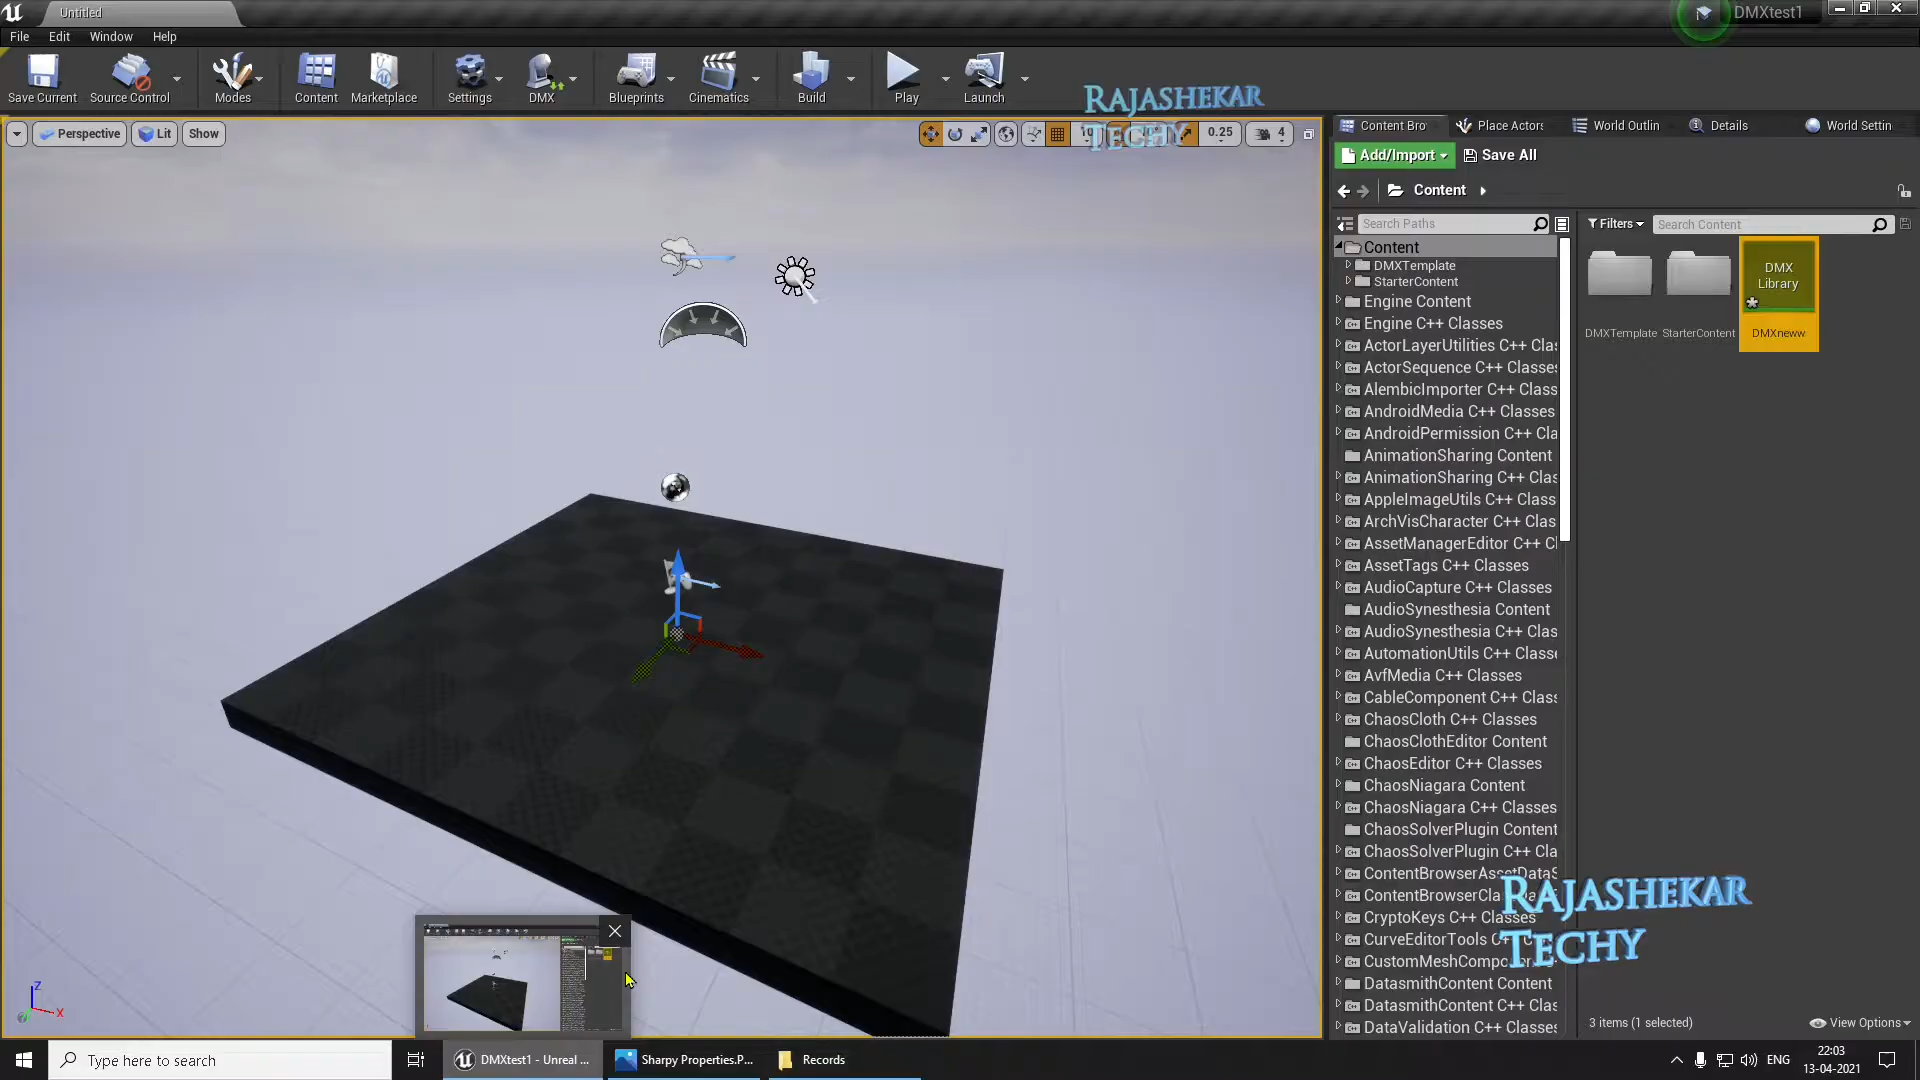 Untitled
DMXtest1
File Edit Window Help
Save Current Source Control Modes Content Marketplace Settings DMX Blueprints Cinematics Build Play Launch
RAJASHEKAR
TECHY
Perspective Lit Show
0.25 4
Content Bro Place Actors World Outlin Details World Settin
Add/Import Save All
Content
Search Paths
Filters Search Content
Content
DMXTemplate
StarterContent
Engine Content
Engine C++ Classes
ActorLayerUtilities C++ Clas
ActorSequence C++ Classes
AlembicImporter C++ Class
AndroidMedia C++ Classes
AndroidPermission C++ Cla
AnimationSharing Content
AnimationSharing C++ Clas
AppleImageUtils C++ Class
ArchVisCharacter C++ Clas
AssetManagerEditor C++ Cl
AssetTags C++ Classes
AudioCapture C++ Classes
AudioSynesthesia Content
AudioSynesthesia C++ Clas
AutomationUtils C++ Classe
AvfMedia C++ Classes
CableComponent C++ Class
ChaosCloth C++ Classes
ChaosClothEditor Content
ChaosEditor C++ Classes
ChaosNiagara Content
ChaosNiagara C++ Classes
ChaosSolverPlugin Content
ChaosSolverPlugin C++ Cla
ContentBrowserAssetDataS
ContentBrowserCla
CryptoKeys C++ Classes
CurveEditorTools C++
CustomMeshCompo
DatasmithContent Content
DatasmithContent C++ Clas
DataValidation C++ Classes
DMX
Library
DMXTemplate StarterContent DMXneww
RAJASHEKAR
TECHY
3 items (1 selected) View Options
Z
X
Type here to search
DMXtest1 - Unreal ...
Sharpy Properties.P...
Records
ENG
22:03
13-04-2021